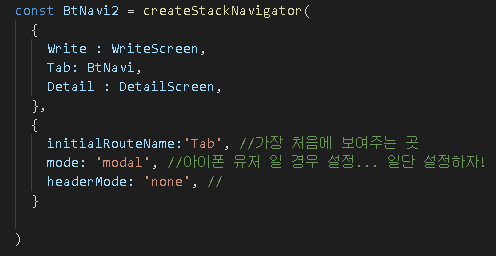 const BtNavi2 = createStackNavigator(
{
Write : WriteScreen,
Tab: BtNavi,
Detail : DetailScreen,
},
{
initialRouteName:'Tab', //가장 처음에 보여주는 곳
mode: 'modal', //아이폰 유저 일 경우 설정... 일단 설정하자!
headerMode: 'none', //
}
)